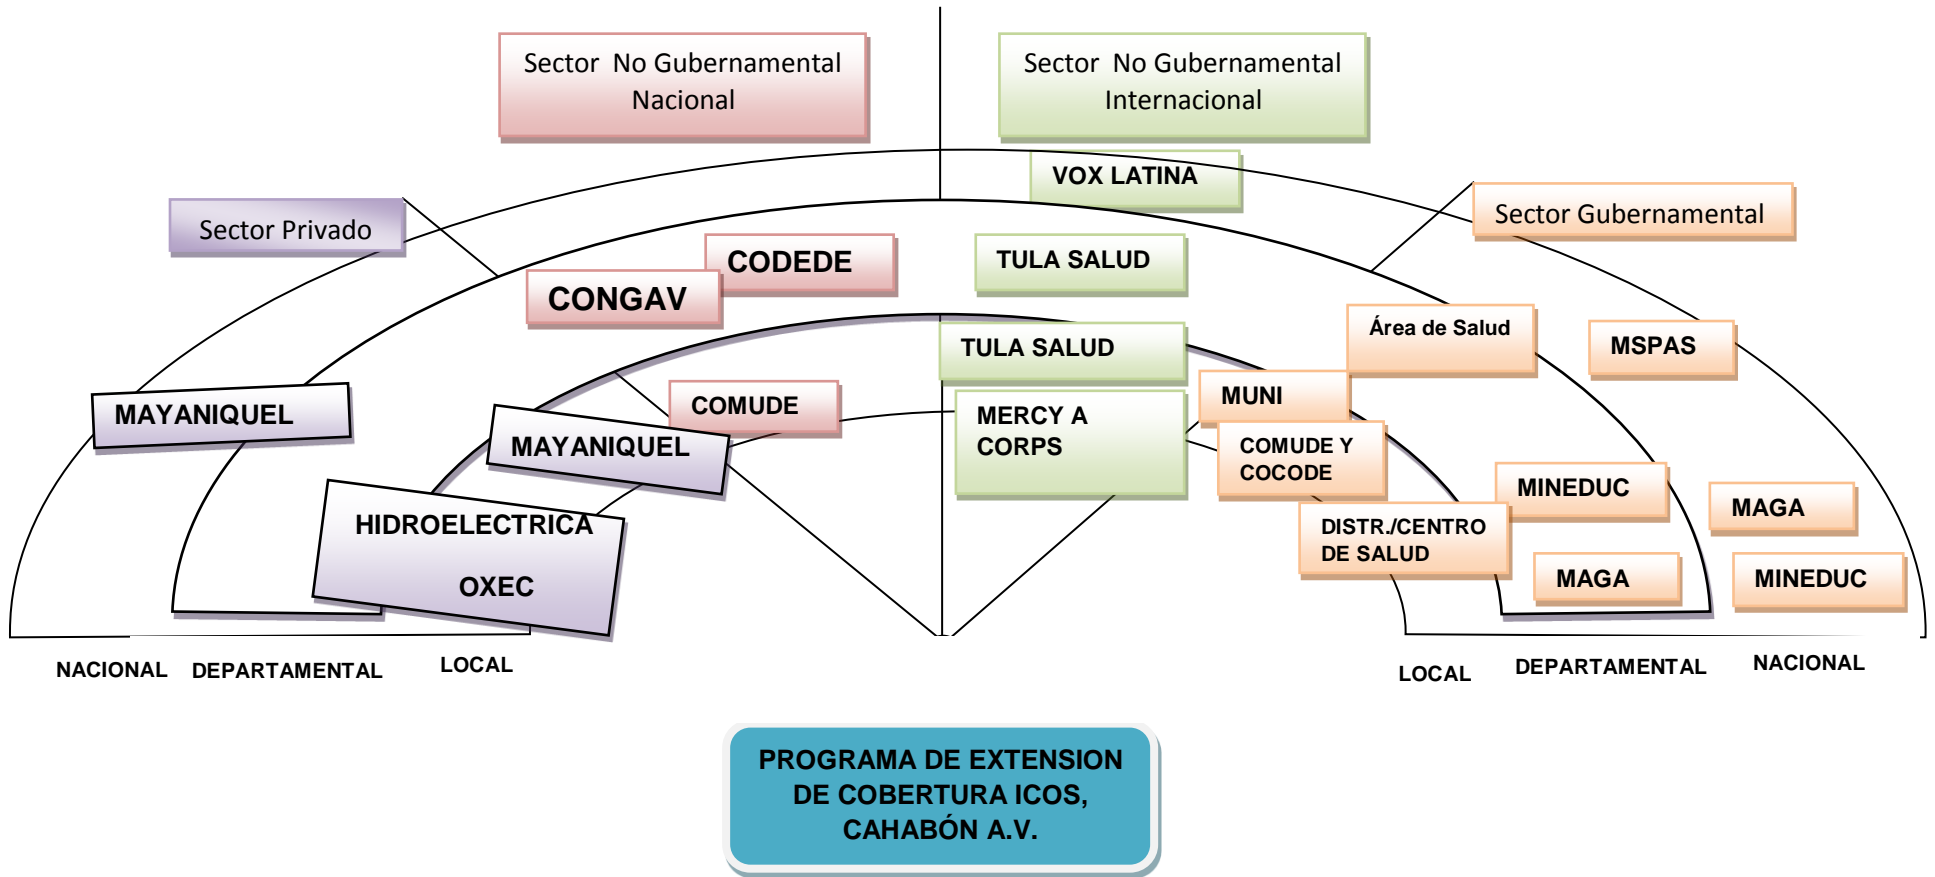 Sector No Gubernamental
Nacional
Sector No Gubernamental
Internacional
VOX LATINA
Sector Privado
Sector Gubernamental
CODEDE
CONGAV
TULA SALUD
TULA SALUD
Área de Salud
MSPAS
MAYANIQUEL
COMUDE
MAYANIQUEL
MERCY A
CORPS
MUNI
COMUDE Y
COCODE
HIDROELECTRICA
OXEC
DISTR./CENTRO
DE SALUD
MINEDUC
MAGA
MAGA
MINEDUC
NACIONAL
DEPARTAMENTAL
LOCAL
LOCAL
DEPARTAMENTAL
NACIONAL
PROGRAMA DE EXTENSION
DE COBERTURA ICOS,
CAHABÓN A.V.